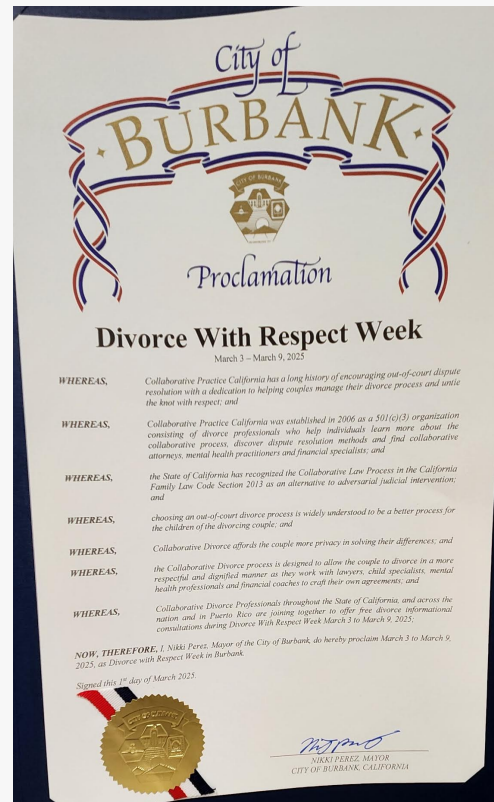 City of
BURBANK
CITY OF BURBANK
Proclamation
Divorce With Respect Week
March 3 – March 9, 2025
WHEREAS, Collaborative Practice California has a long history of encouraging out-of-court dispute
resolution with a dedication to helping couples manage their divorce process and untie
the knot with respect; and
WHEREAS, Collaborative Practice California was established in 2006 as a 501(c)(3) organization
consisting of divorce professionals who help individuals learn more about the
collaborative process, discover dispute resolution methods and find collaborative
attorneys, mental health practitioners and financial specialists; and
WHEREAS, the State of California has recognized the Collaborative Law Process in the California
Family Law Code Section 2013 as an alternative to adversarial judicial intervention;
and
WHEREAS, choosing an out-of-court divorce process is widely understood to be a better process for
the children of the divorcing couple; and
WHEREAS, Collaborative Divorce affords the couple more privacy in solving their differences; and
WHEREAS, the Collaborative Divorce process is designed to allow the couple to divorce in a more
respectful and dignified manner as they work with lawyers, child specialists, mental
health professionals and financial coaches to craft their own agreements; and
WHEREAS, Collaborative Divorce Professionals throughout the State of California, and across the
nation and in Puerto Rico are joining together to offer free divorce informational
consultations during Divorce With Respect Week March 3 to March 9, 2025;
NOW, THEREFORE, I, Nikki Perez, Mayor of the City of Burbank, do hereby proclaim March 3 to March 9,
2025, as Divorce with Respect Week in Burbank.
Signed this 1st day of March 2025.
CITY OF BURBANK
NIKKI PEREZ, MAYOR
CITY OF BURBANK, CALIFORNIA